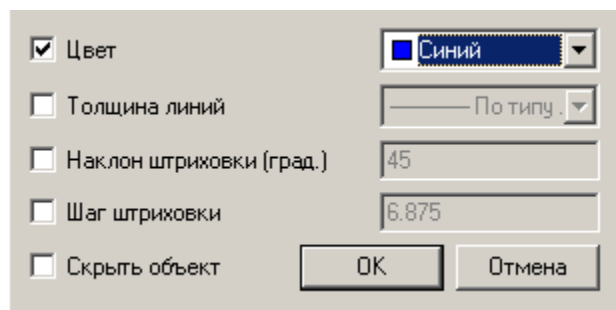 Цвет Синий
Толщина линий По типу .
Наклон штриховки (град.) 45
Шаг штриховки 6.875
Скрыть объект OK Отмена